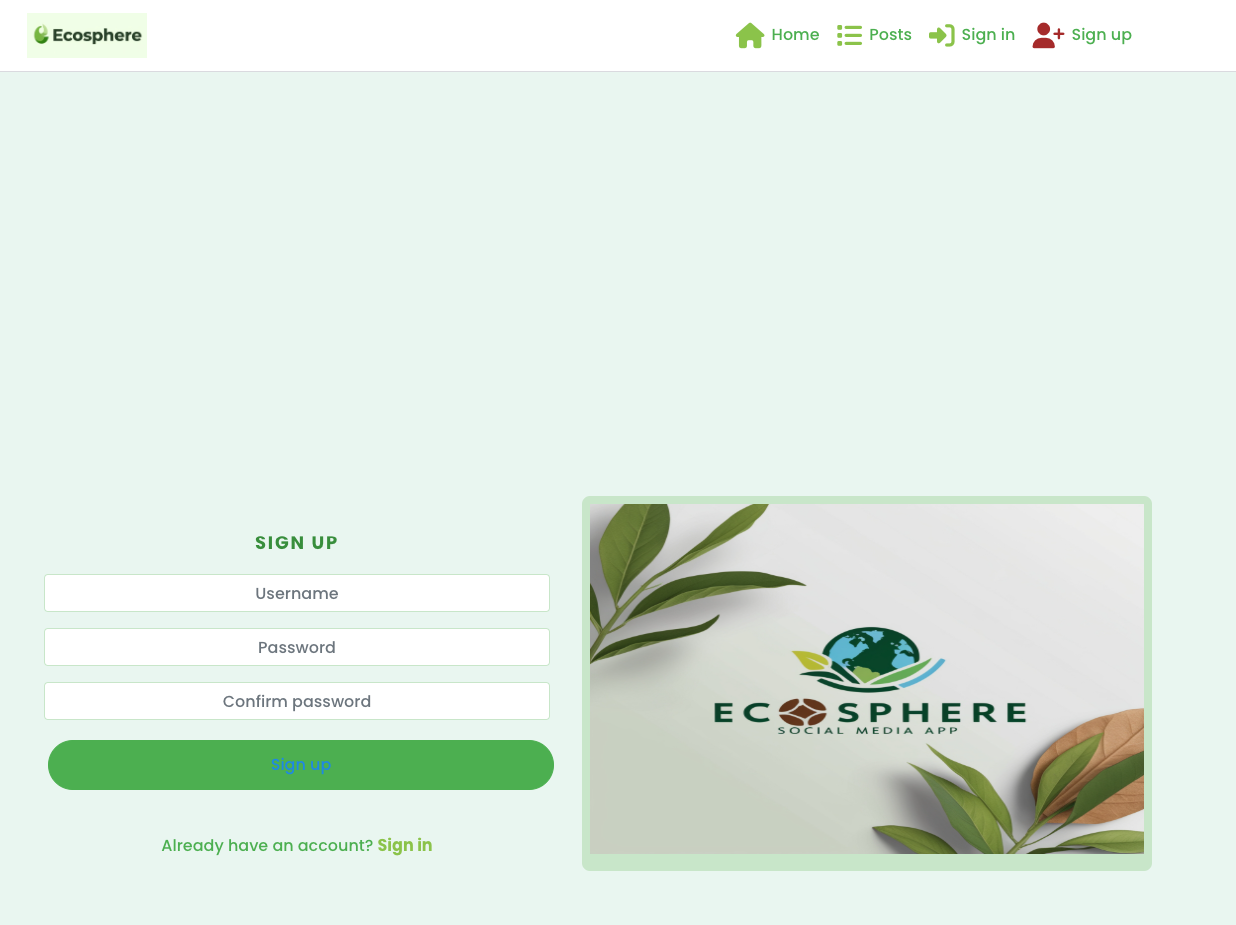 Ecosphere
Home
Posts
Sign in
Sign up
SIGN UP
Username
Password
Confirm password
Sign up
Already have an account? Sign in
ECOSPHERE
SOCIAL MEDIA APP